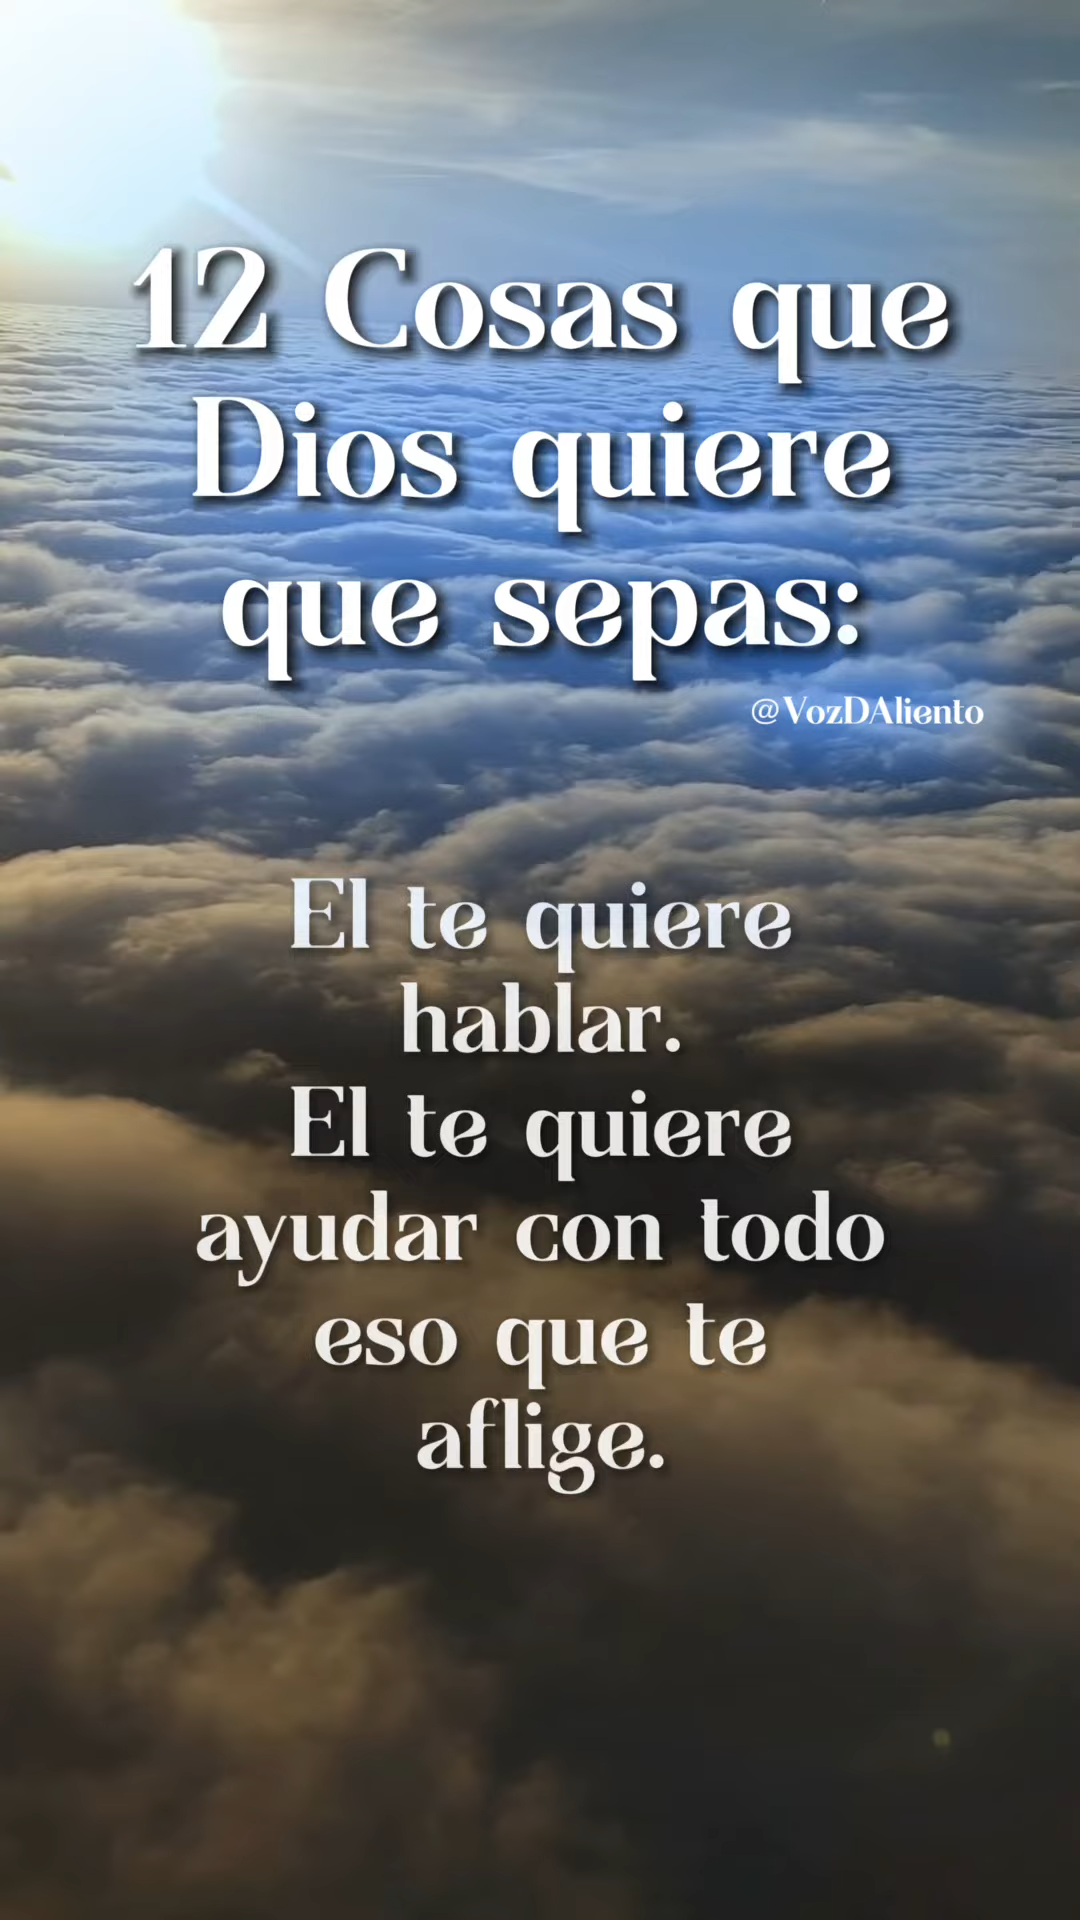 12 Cosas que
Dios quiere
que sepas:
@VozDAliento
El te quiere
hablar.
El te quiere
ayudar con todo
eso que te
aflige.